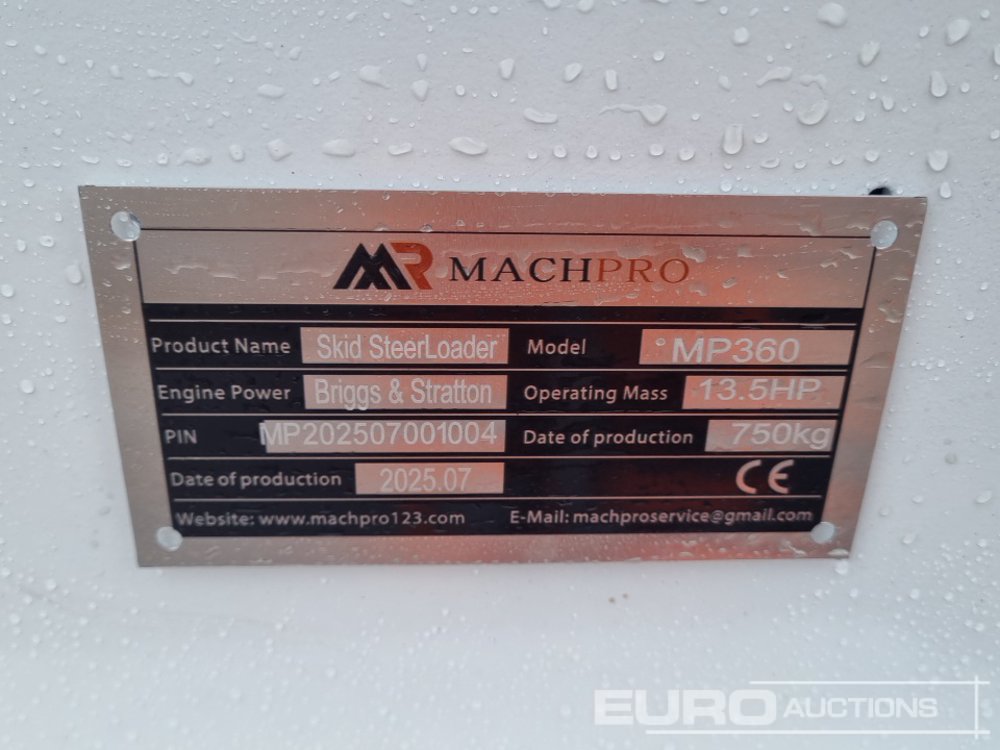 MR MACHPRO
Product Name Skid SteerLoader Model MP360
Engine Power Briggs & Stratton Operating Mass 13.5HP
PIN MP202507001004 Date of production 750kg
Date of production 2025.07 CE
Website: www.machpro123.com E-Mail: machproservice@gmail.com
EURO AUCTIONS